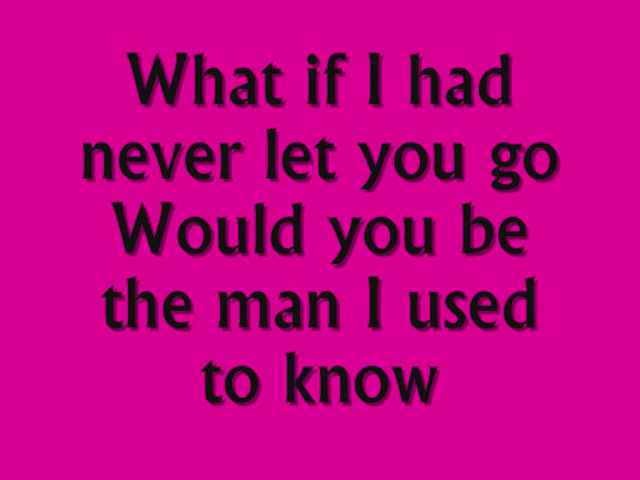 What if I had
never let you go
Would you be
the man I used
to know